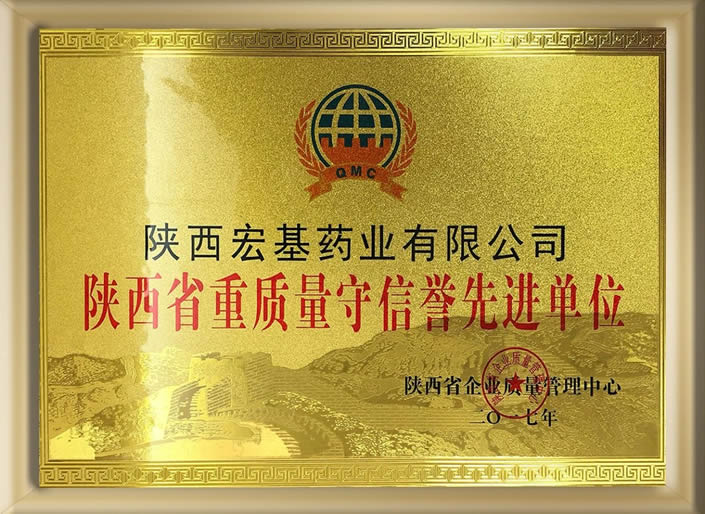 QMC
陕西宏基药业有限公司
陕西省重质量守信誉先进单位
陕西省企业质量管理中心
二〇一七年